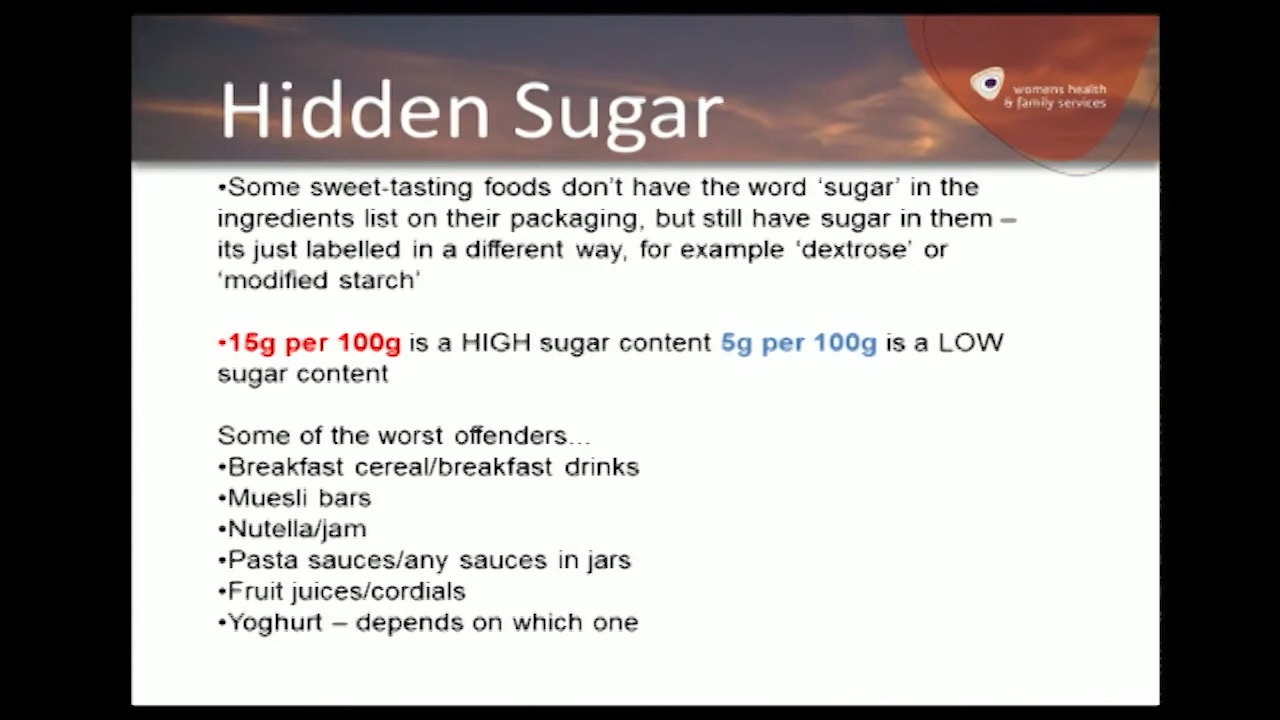 Hidden Sugar
womens health
& family services
•Some sweet-tasting foods don’t have the word ‘sugar’ in the
ingredients list on their packaging, but still have sugar in them –
its just labelled in a different way, for example ‘dextrose’ or
‘modified starch’
•15g per 100g is a HIGH sugar content 5g per 100g is a LOW
sugar content
Some of the worst offenders...
•Breakfast cereal/breakfast drinks
•Muesli bars
•Nutella/jam
•Pasta sauces/any sauces in jars
•Fruit juices/cordials
•Yoghurt – depends on which one